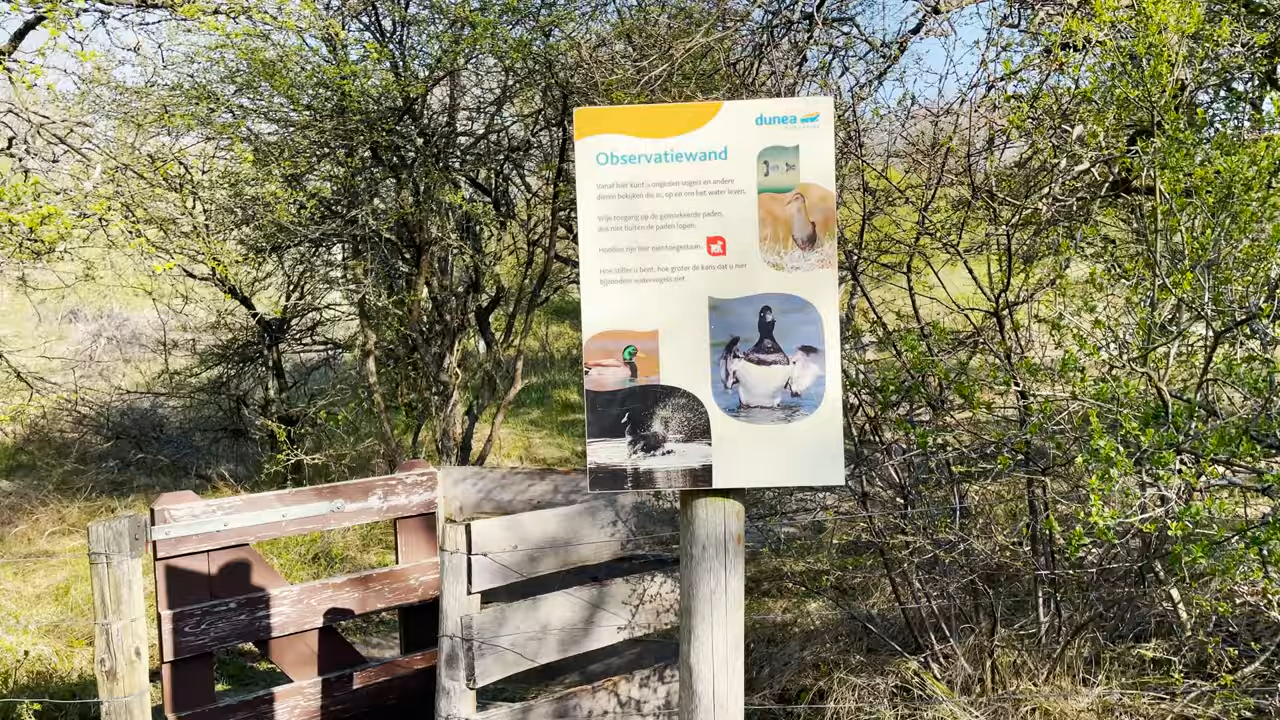 dunea
Observatiewand
Vanaf hier kunt u ongezien vogels en andere
dieren bekijken die in, op en om het water leven.
Vrije toegang op de gemarkeerde paden,
dus niet buiten de paden lopen.
Honden zijn hier niet toegestaan.
Hoe stiller u bent, hoe groter de kans dat u hier
bijzondere watervogels ziet.